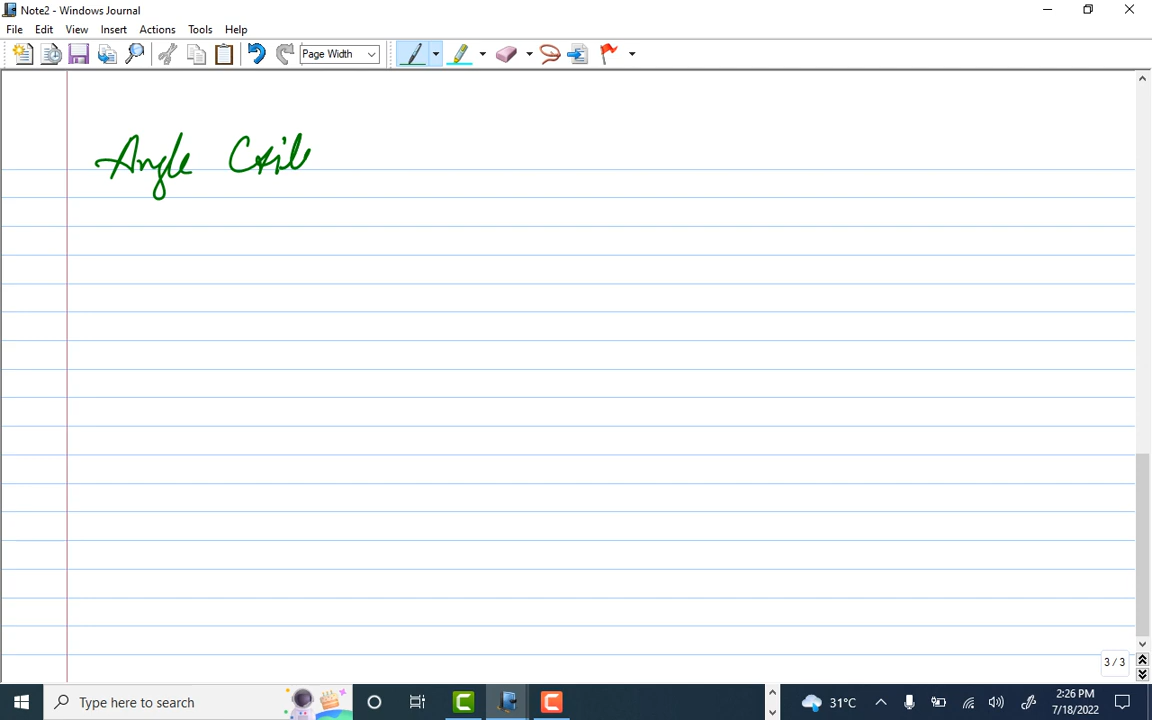 Note2 - Windows Journal
File Edit View Insert Actions Tools Help
Page Width
Angle
3 / 3
Type here to search
31°C
2:26 PM
7/18/2022